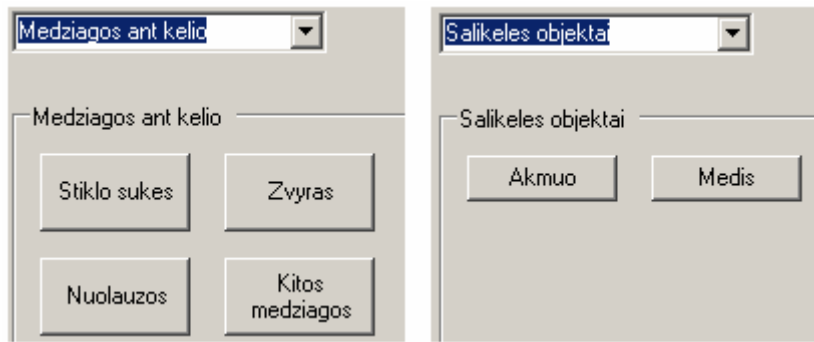 Medziagos ant kelio
Medziagos ant kelio
Stiklo sukes
Zvyras
Nuolauzos
Kitos
medziagos
Salikeles objektai
Salikeles objektai
Akmuo
Medis